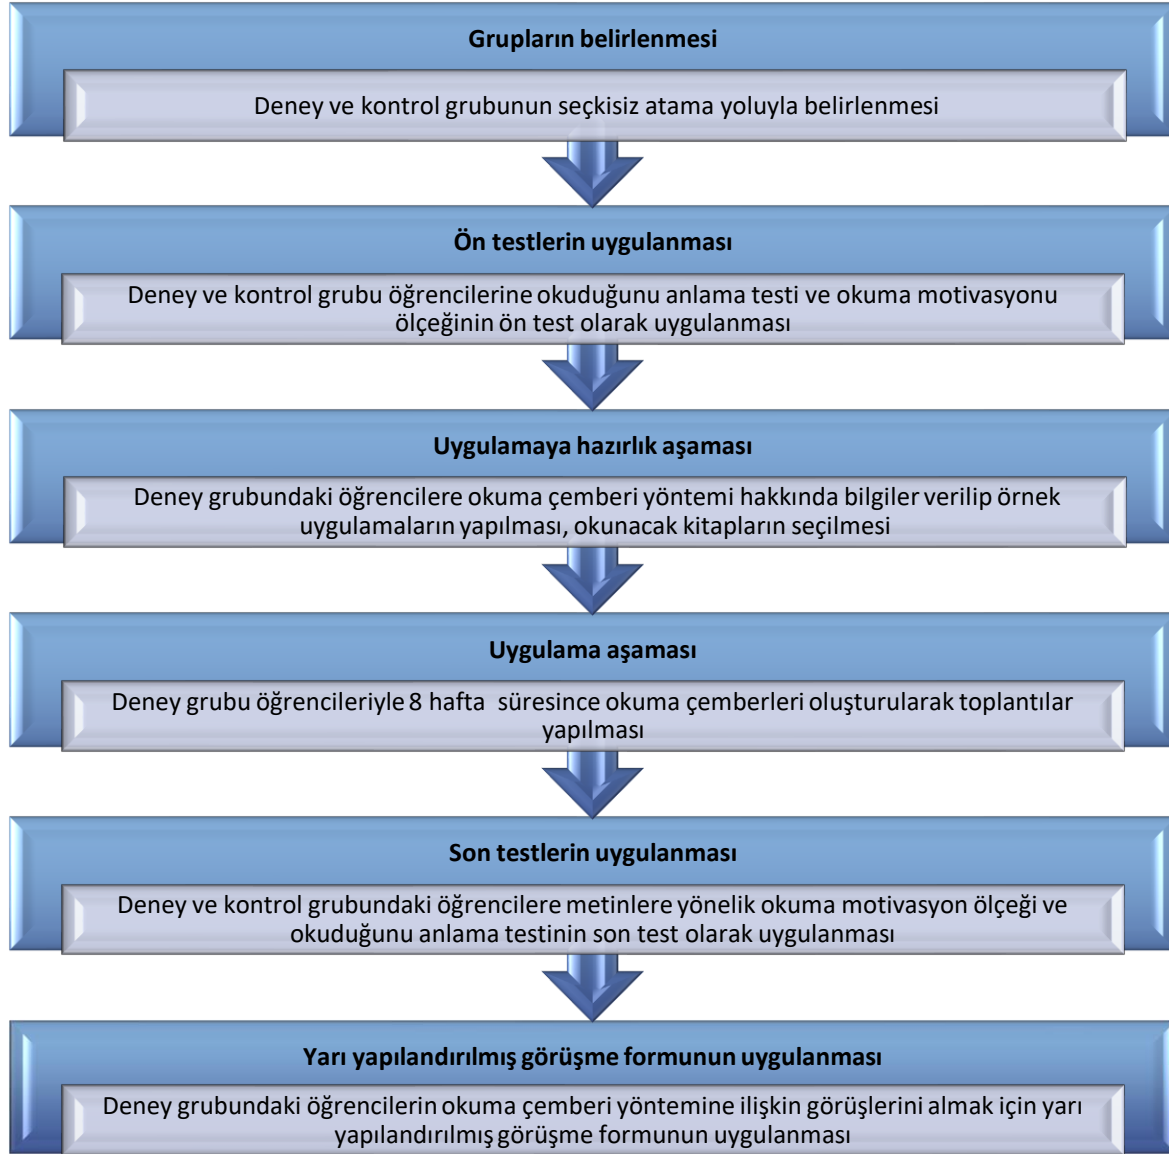 Grupların belirlenmesi
Deney ve kontrol grubunun seçkisiz atama yoluyla belirlenmesi
Ön testlerin uygulanması
Deney ve kontrol grubu öğrencilerine okuduğunu anlama testi ve okuma motivasyonu
ölçeğinin ön test olarak uygulanması
Uygulamaya hazırlık aşaması
Deney grubundaki öğrencilere okuma çemberi yöntemi hakkında bilgiler verilip örnek
uygulamaların yapılması, okunacak kitapların seçilmesi
Uygulama aşaması
Deney grubu öğrencileriyle 8 hafta süresince okuma çemberleri oluşturularak toplantılar
yapılması
Son testlerin uygulanması
Deney ve kontrol grubundaki öğrencilere metinlere yönelik okuma motivasyon ölçeği ve
okuduğunu anlama testinin son test olarak uygulanması
Yarı yapılandırılmış görüşme formunun uygulanması
Deney grubundaki öğrencilerin okuma çemberi yöntemine ilişkin görüşlerini almak için yarı
yapılandırılmış görüşme formunun uygulanması